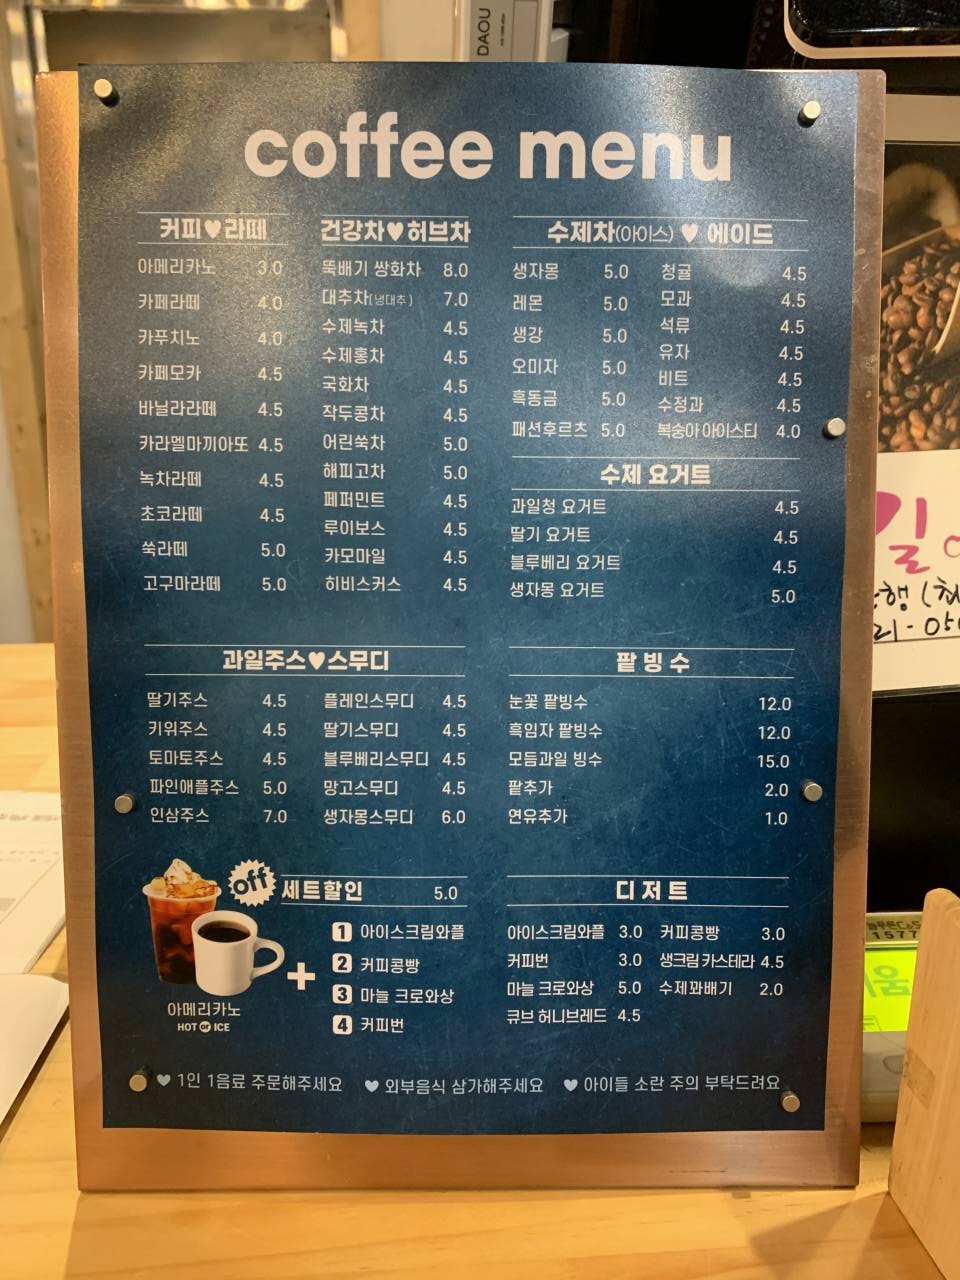 DAOU
coffee menu
커피♥라떼
아메리카노 3.0
카페라떼 4.0
카푸치노 4.0
카페모카 4.5
바닐라라떼 4.5
카라멜마끼아또 4.5
녹차라떼 4.5
초코라떼 4.5
쑥라떼 5.0
고구마라떼 5.0
건강차♥허브차
뚝배기 쌍화차 8.0
대추차(냉대추) 7.0
수제녹차 4.5
수제홍차 4.5
국화차 4.5
작두콩차 4.5
어린쑥차 5.0
해피고차 5.0
페퍼민트 4.5
루이보스 4.5
카모마일 4.5
히비스커스 4.5
수제차(아이스) ♥ 에이드
생자몽 5.0
레몬 5.0
생강 5.0
오미자 5.0
흑동금 5.0
패션후르츠 5.0
청귤 4.5
모과 4.5
석류 4.5
유자 4.5
비트 4.5
수정과 4.5
복숭아 아이스티 4.0
수제 요거트
과일청 요거트 4.5
딸기 요거트 4.5
블루베리 요거트 4.5
생자몽 요거트 5.0
과일주스♥스무디
딸기주스 4.5
키위주스 4.5
토마토주스 4.5
파인애플주스 5.0
인삼주스 7.0
플레인스무디 4.5
딸기스무디 4.5
블루베리스무디 4.5
망고스무디 4.5
생자몽스무디 6.0
팥 빙 수
눈꽃 팥빙수 12.0
흑임자 팥빙수 12.0
모듬과일 빙수 15.0
팥추가 2.0
연유추가 1.0
off
세트할인 5.0
아메리카노
HOT or ICE
+
1 아이스크림와플
2 커피콩빵
3 마늘 크로와상
4 커피번
디 저 트
아이스크림와플 3.0
커피번 3.0
마늘 크로와상 5.0
큐브 허니브레드 4.5
커피콩빵 3.0
생크림 카스테라 4.5
수제꽈배기 2.0
♥ 1인 1음료 주문해주세요 ♥ 외부음식 삼가해주세요 ♥ 아이들 소란 주의 부탁드려요
길
1577